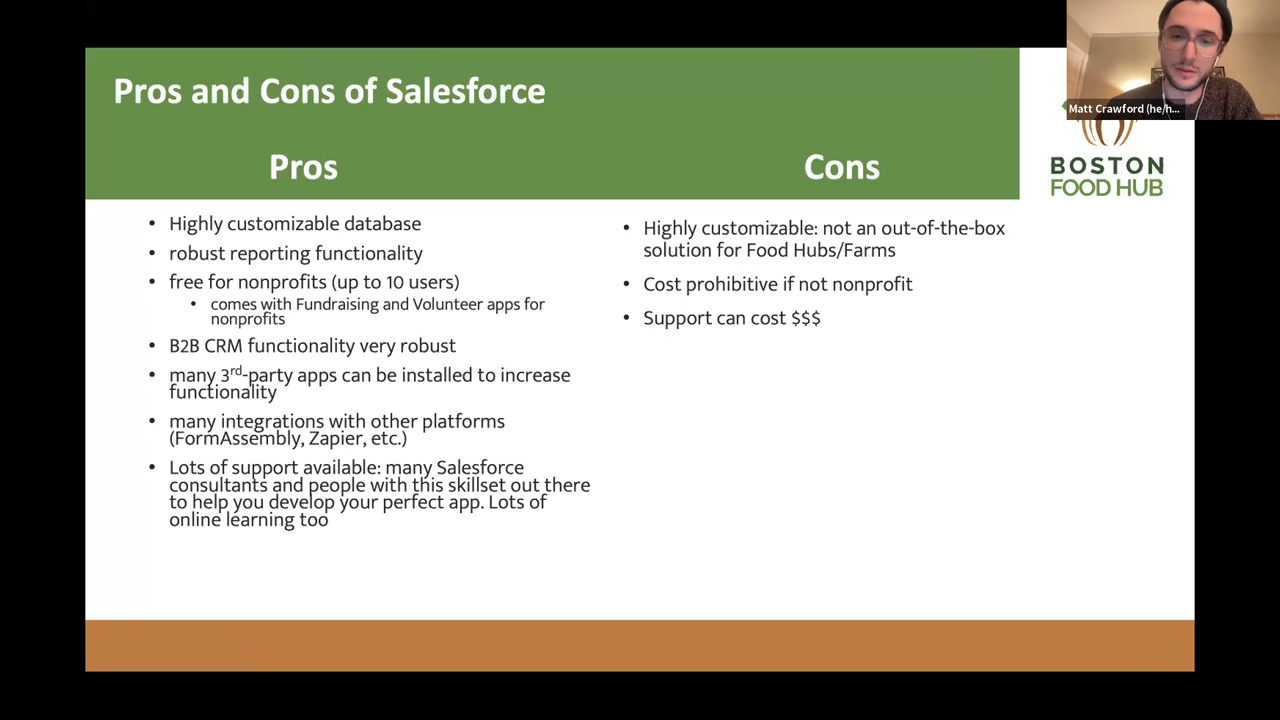 Pros and Cons of Salesforce
Pros
Cons
Matt Crawford (he/h...
BOSTON
FOOD HUB
• Highly customizable database
• robust reporting functionality
• free for nonprofits (up to 10 users)
• comes with Fundraising and Volunteer apps for
nonprofits
• B2B CRM functionality very robust
• many 3rd-party apps can be installed to increase
functionality
• many integrations with other platforms
(FormAssembly, Zapier, etc.)
• Lots of support available: many Salesforce
consultants and people with this skillset out there
to help you develop your perfect app. Lots of
online learning too
• Highly customizable: not an out-of-the-box
solution for Food Hubs/Farms
• Cost prohibitive if not nonprofit
• Support can cost $$$